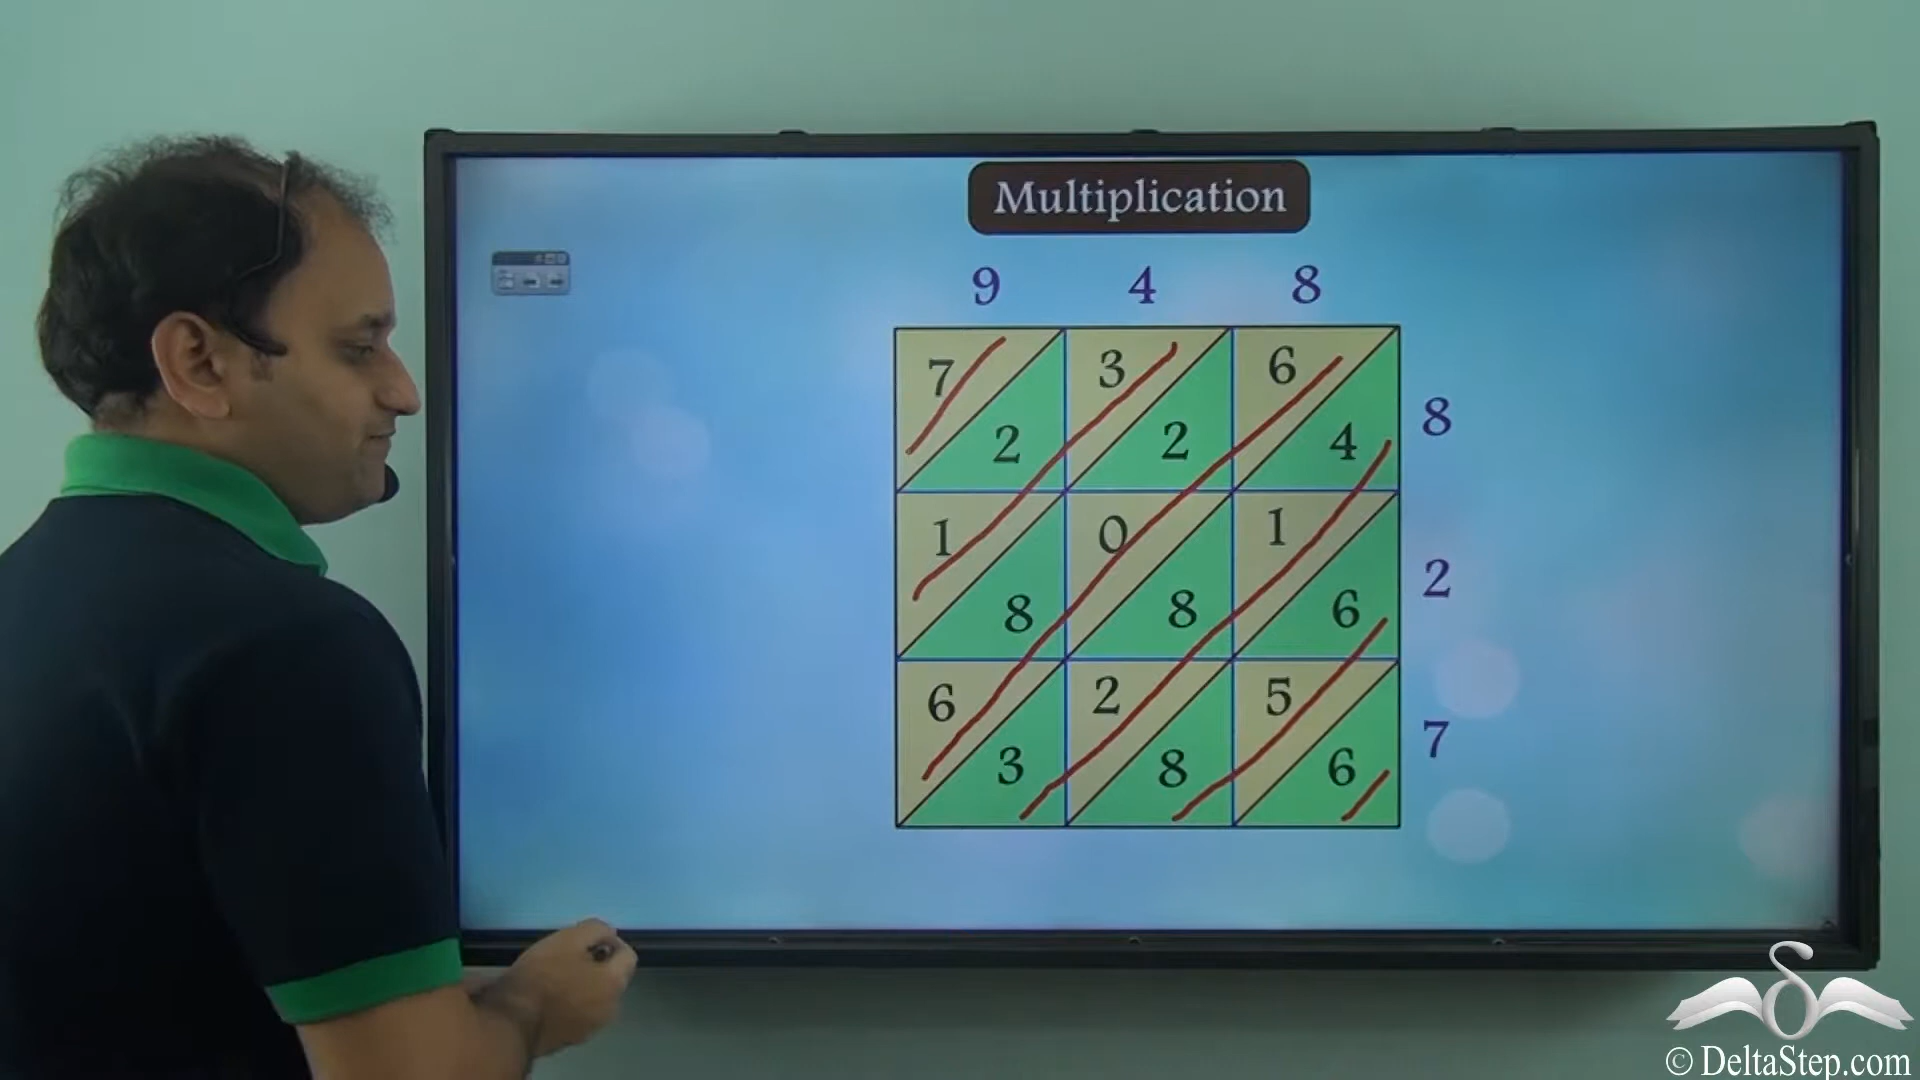 Multiplication
9 4 8
7 3 6
2 2 4 8
1 0 1
8 8 6 2
6 2 5
3 8 6 7
© DeltaStep.com